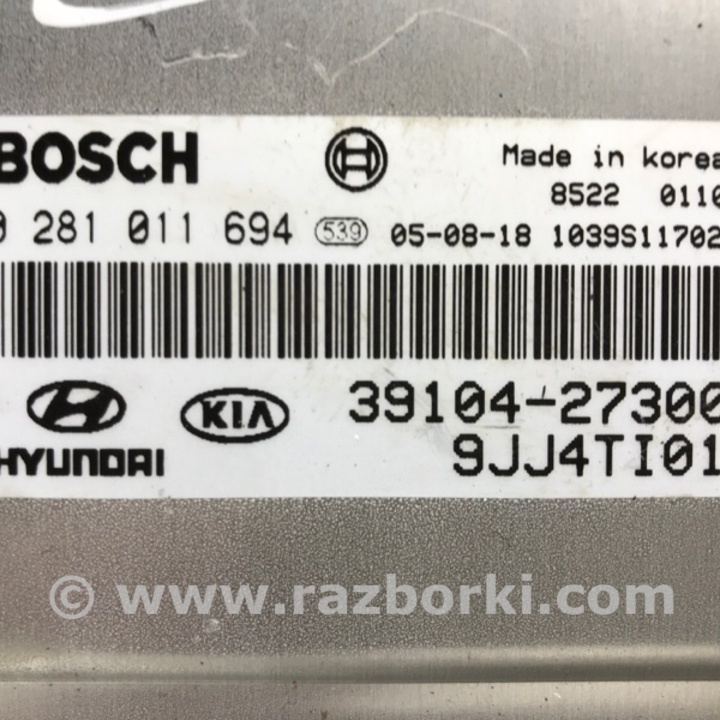 BOSCH
Made in korea
8522 0110
0 281 011 694 539 05-08-18 1039S11702
HYUNDAI
KIA
39104-27300
9JJ4TI01
© www.razborki.com